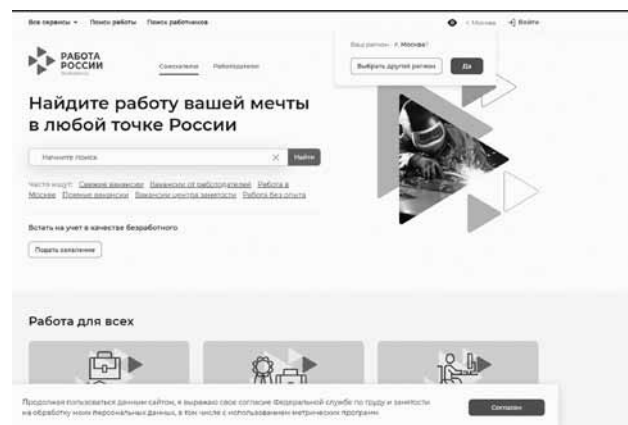 Все сервисы Поиск работы Поиск работников
г. Москва Войти
РАБОТА
РОССИИ
Соискателям Работодателям
Ваш регион - г. Москва?
Выбрать другой регион Да
Найдите работу вашей мечты
в любой точке России
Начните поиск Найти
Часто ищут: Свежие вакансии Вакансии от работодателей Работа в
Москве Прямые вакансии Вакансии центра занятости Работа без опыта
Встать на учет в качестве безработного
Подать заявление
Работа для всех
Продолжая пользоваться данным сайтом, я выражаю свое согласие Федеральной службе по труду и занятости
на обработку моих персональных данных, в том числе с использованием метрических программ
Согласен